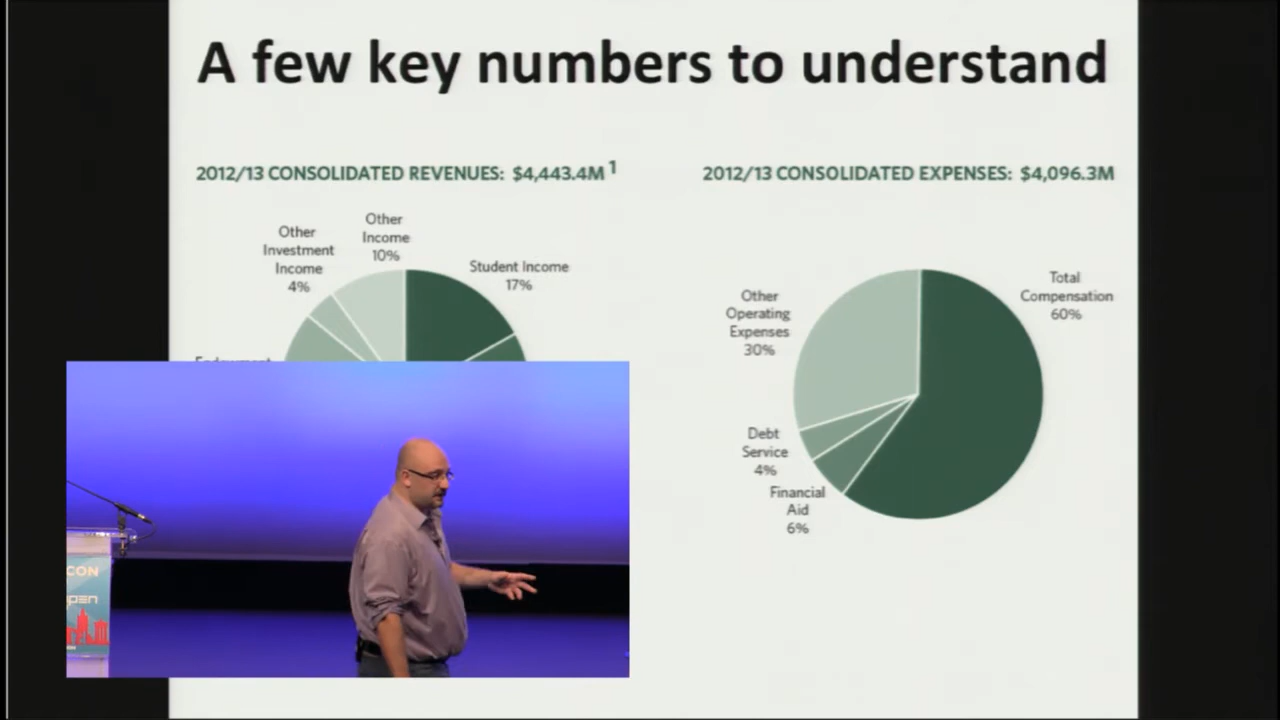 A few key numbers to understand
2012/13 CONSOLIDATED REVENUES: $4,443.4M 1
Other
Income
10%
Other
Investment
Income
4%
Student Income
17%
2012/13 CONSOLIDATED EXPENSES: $4,096.3M
Total
Compensation
60%
Other
Operating
Expenses
30%
Debt
Service
4%
Financial
Aid
6%
CON